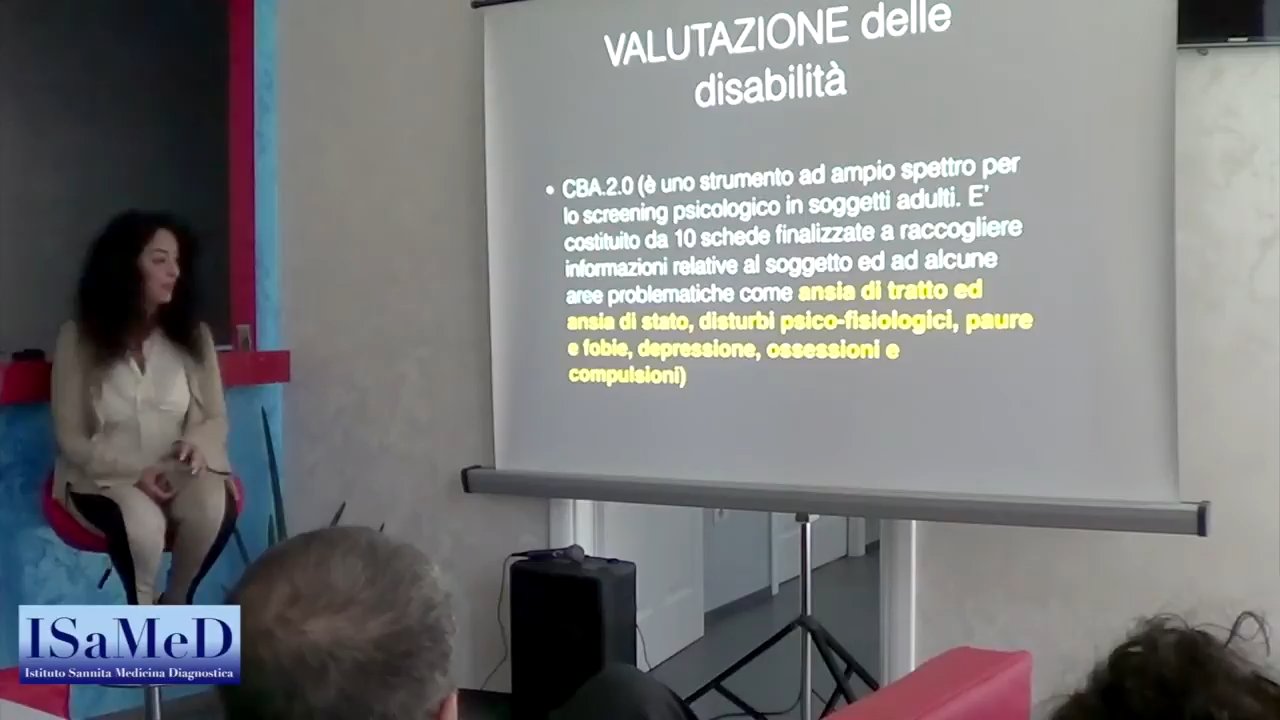 VALUTAZIONE delle
disabilità
• CBA.2.0 (è uno strumento ad ampio spettro per
lo screening psicologico in soggetti adulti. E'
costituito da 10 schede finalizzate a raccogliere
informazioni relative al soggetto ed ad alcune
aree problematiche come ansia di tratto ed
ansia di stato, disturbi psico-fisiologici, paure
e fobie, depressione, ossessioni e
compulsioni)
ISaMeD
Istituto Sannita Medicina Diagnostica